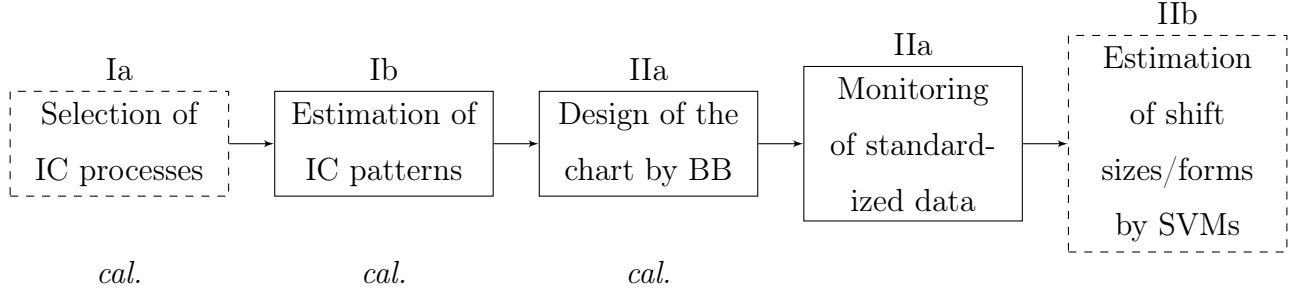 Ia
Selection of
IC processes
cal.
Ib
Estimation of
IC patterns
cal.
IIa
Design of the
chart by BB
cal.
IIa
Monitoring
of standard-
ized data
IIb
Estimation
of shift
sizes/forms
by SVMs